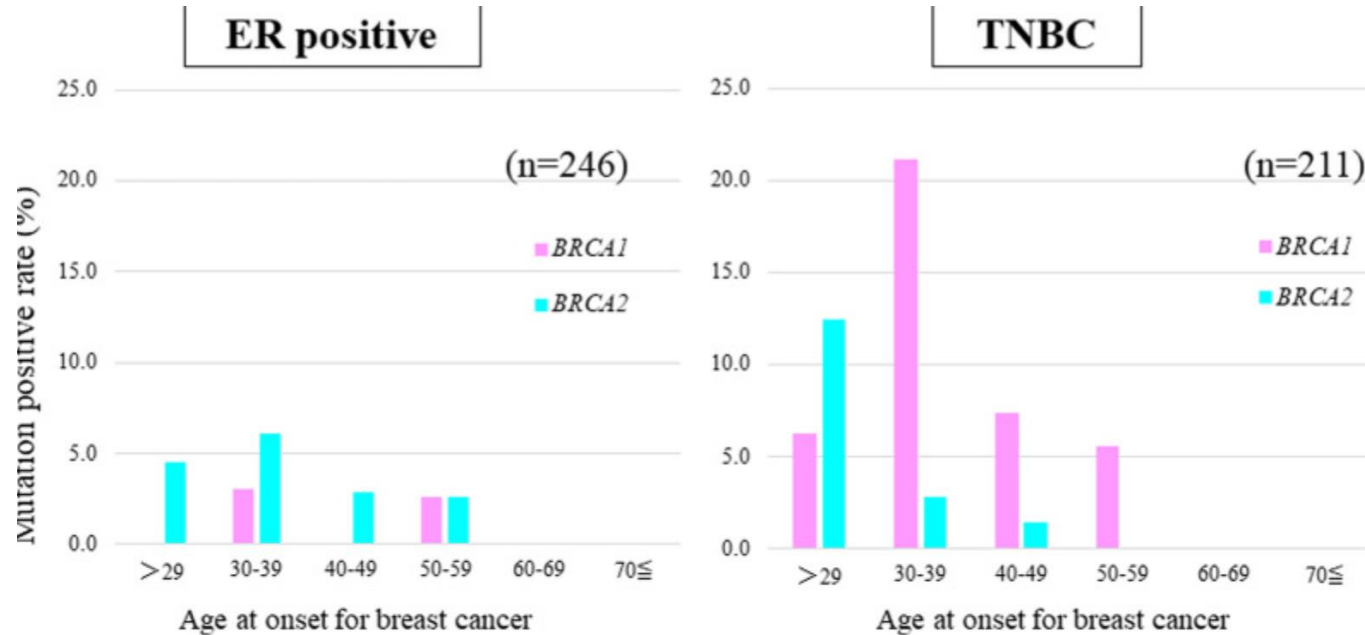 ER positive
TNBC
Mutation positive rate (%)
25.0
20.0
15.0
10.0
5.0
0.0
(n=246)
BRCA1
BRCA2
>29 30-39 40-49 50-59 60-69 70≦
Age at onset for breast cancer
25.0
20.0
15.0
10.0
5.0
0.0
(n=211)
BRCA1
BRCA2
>29 30-39 40-49 50-59 60-69 70≦
Age at onset for breast cancer